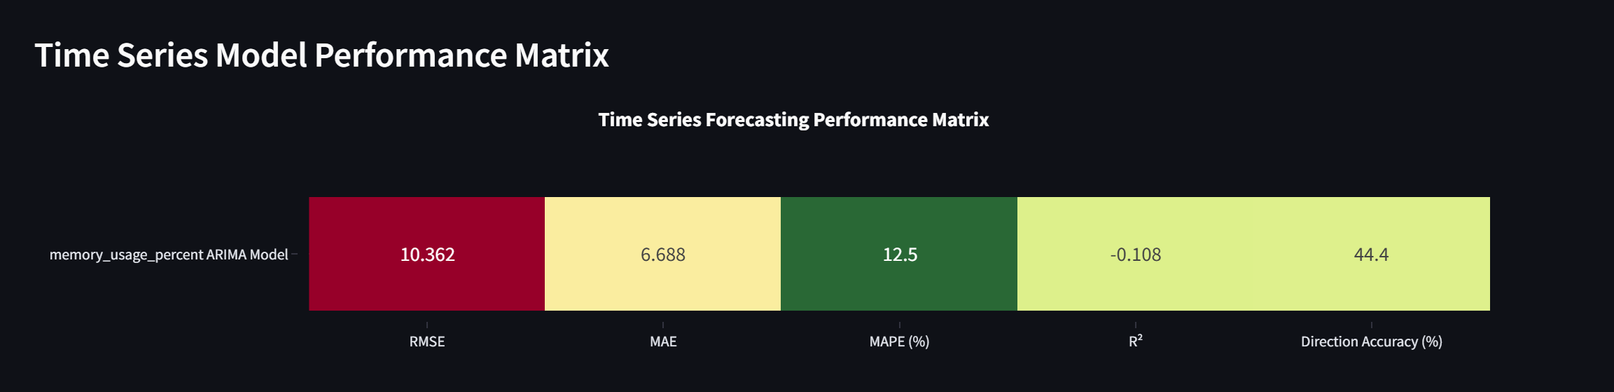 Time Series Model Performance Matrix
Time Series Forecasting Performance Matrix
memory_usage_percent ARIMA Model
10.362
6.688
12.5
-0.108
44.4
RMSE
MAE
MAPE (%)
R²
Direction Accuracy (%)